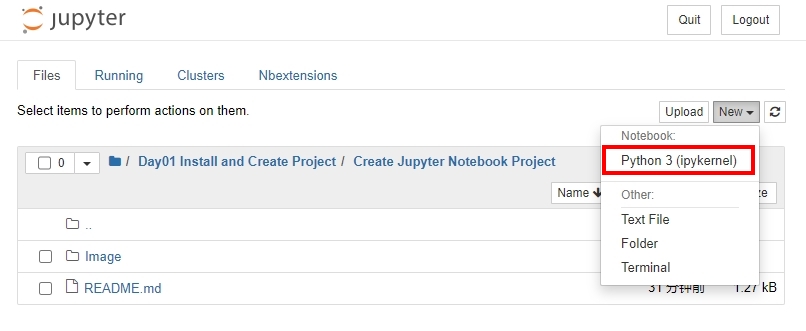 jupyter
Quit
Logout
Files
Running
Clusters
Nbextensions
Select items to perform actions on them.
Upload
New
Notebook:
Python 3 (ipykernel)
Other:
Text File
Folder
Terminal
0
/ Day01 Install and Create Project / Create Jupyter Notebook Project
Name
ze
..
Image
README.md
31 分钟前
1.27 kB